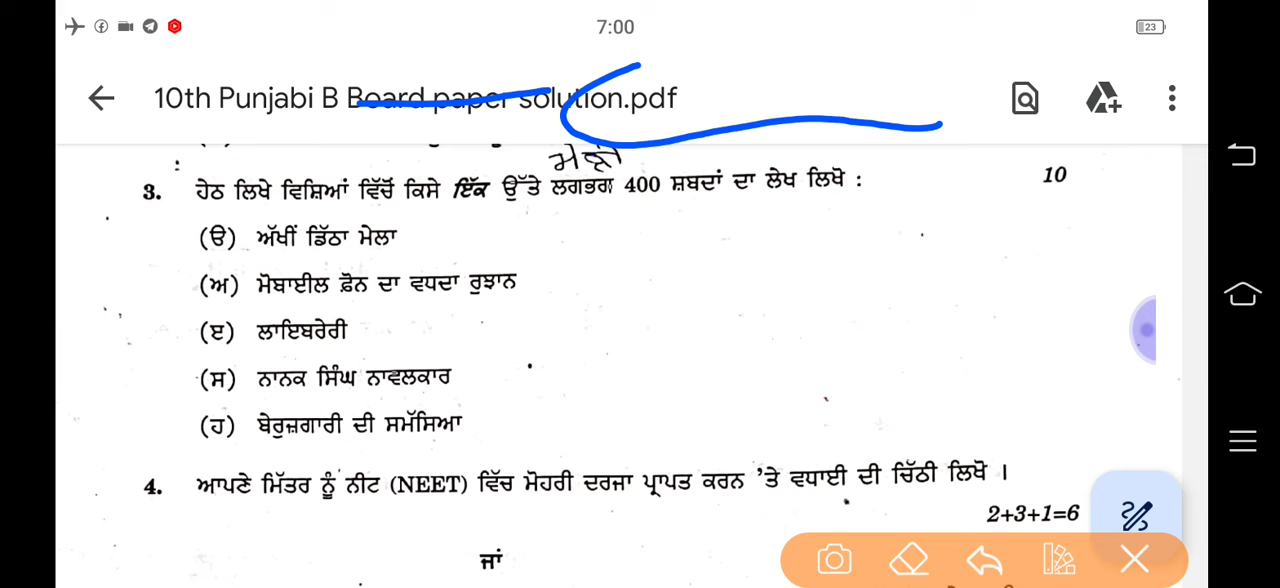 7:00
23
10th Punjabi B Board paper solution.pdf
3. ਹੇਠ ਲਿਖੇ ਵਿਸ਼ਿਆਂ ਵਿੱਚੋਂ ਕਿਸੇ ਇੱਕ ਉੱਤੇ ਲਗਭਗ 400 ਸ਼ਬਦਾਂ ਦਾ ਲੇਖ ਲਿਖੋ : 10
(ੳ) ਅੱਖੀਂ ਡਿੱਠਾ ਮੇਲਾ
(ਅ) ਮੋਬਾਈਲ ਫ਼ੋਨ ਦਾ ਵਧਦਾ ਰੁਝਾਨ
(ੲ) ਲਾਇਬਰੇਰੀ
(ਸ) ਨਾਨਕ ਸਿੰਘ ਨਾਵਲਕਾਰ
(ਹ) ਬੇਰੁਜ਼ਗਾਰੀ ਦੀ ਸਮੱਸਿਆ
4. ਆਪਣੇ ਮਿੱਤਰ ਨੂੰ ਨੀਟ (NEET) ਵਿੱਚ ਮੋਹਰੀ ਦਰਜਾ ਪ੍ਰਾਪਤ ਕਰਨ ’ਤੇ ਵਧਾਈ ਦੀ ਚਿੱਠੀ ਲਿਖੋ ।
2+3+1=6
ਜਾਂ